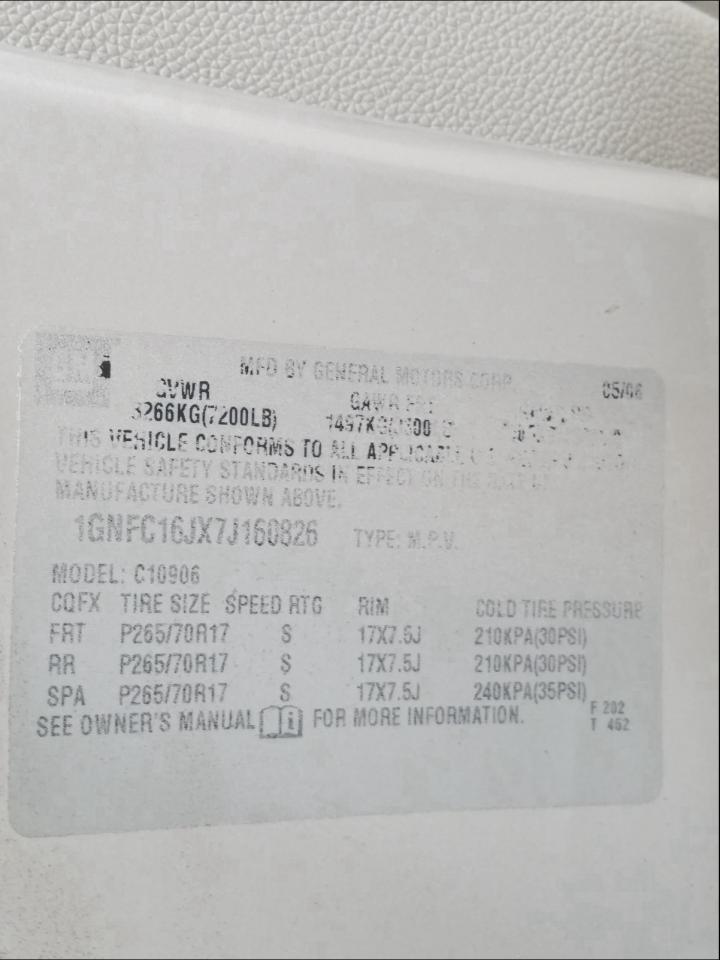 MFD BY GENERAL MOTORS CORP 05/06
GVWR GAWR FRT
3266KG(7200LB)
THIS VEHICLE CONFORMS TO ALL APPLICABLE
VEHICLE SAFETY STANDARDS IN EFFECT ON THE
MANUFACTURE SHOWN ABOVE.
1GNFC16JX7J160826 TYPE: M.P.V.
MODEL: C10906
CQFX TIRE SIZE SPEED RTG RIM COLD TIRE PRESSURE
FRT P265/70R17 S 17X7.5J 210KPA(30PSI)
RR P265/70R17 S 17X7.5J 210KPA(30PSI)
SPA P265/70R17 S 17X7.5J 240KPA(35PSI)
SEE OWNER'S MANUAL i FOR MORE INFORMATION.
F 202
T 452